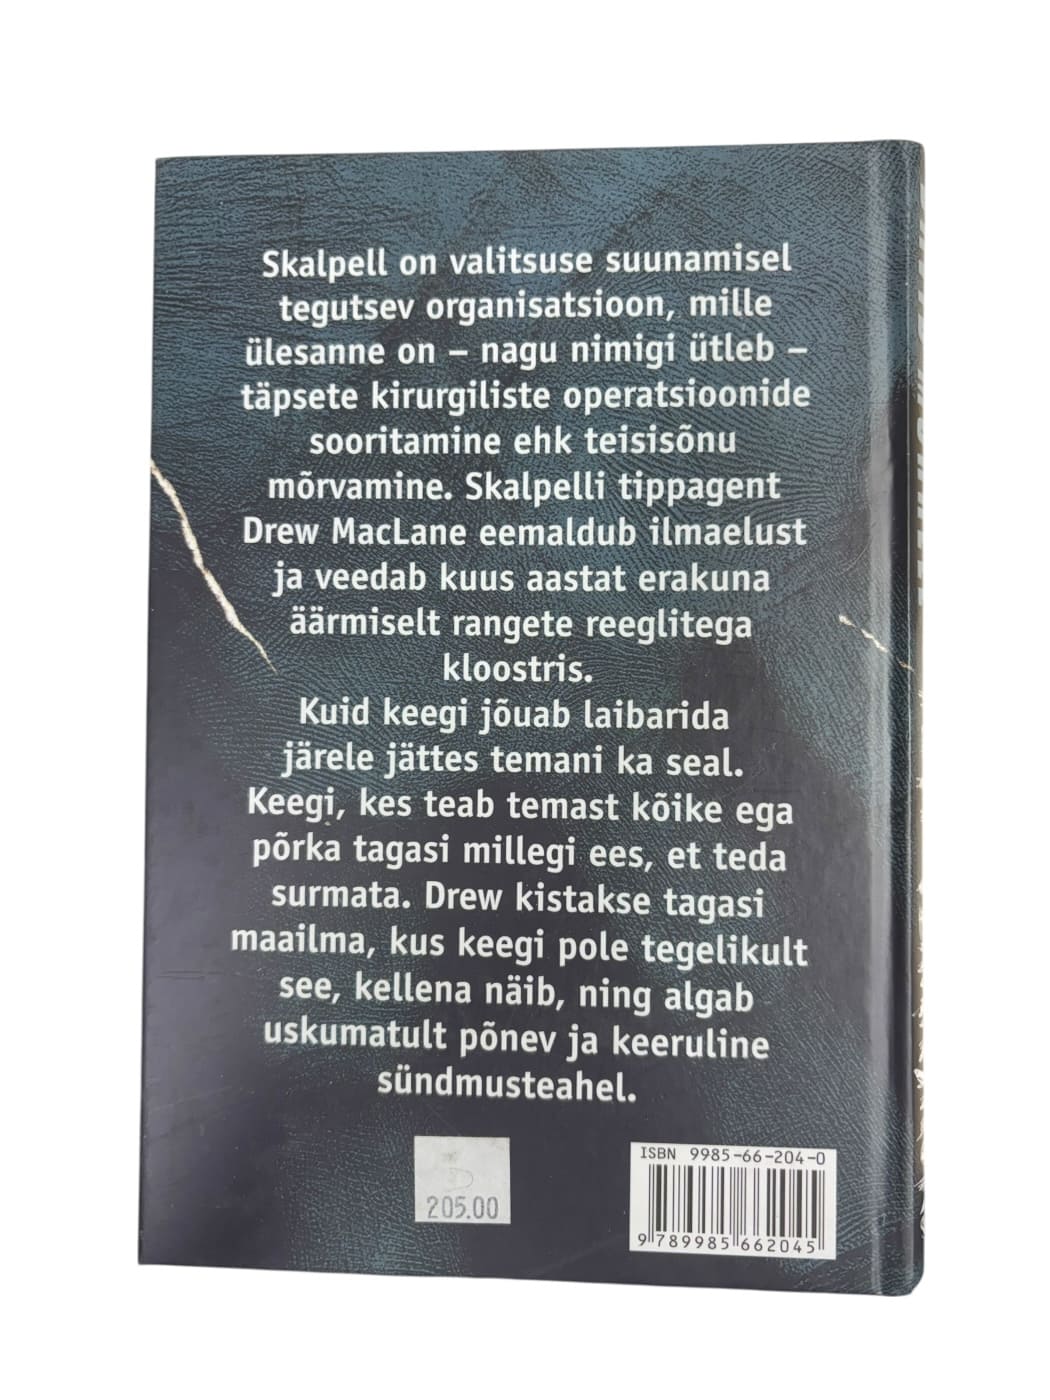 Skalpell on valitsuse suunamisel
tegutsev organisatsioon, mille
ülesanne on – nagu nimigi ütleb –
täpsete kirurgiliste operatsioonide
sooritamine ehk teisisõnu
mõrvamine. Skalpelli tippagent
Drew MacLane eemaldub ilmaelust
ja veedab kuus aastat erakuna
äärmiselt rangete reeglitega
kloostris.
Kuid keegi jõuab laibarida
järele jättes temani ka seal.
Keegi, kes teab temast kõike ega
põrka tagasi millegi ees, et teda
surmata. Drew kistakse tagasi
maailma, kus keegi pole tegelikult
see, kellena näib, ning algab
uskumatult põnev ja keeruline
sündmusteahel.
205.00
ISBN 9985-66-204-0
9 789985 662045